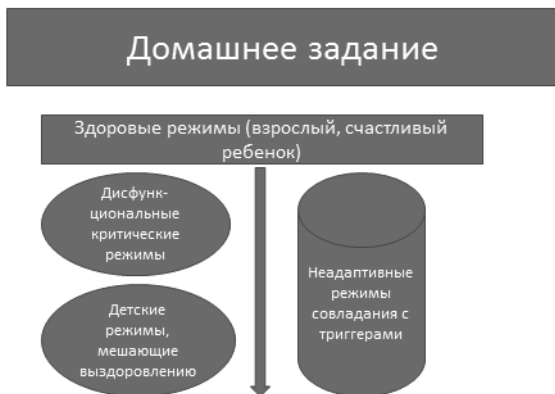 Домашнее задание
Здоровые режимы (взрослый, счастливый
ребенок)
Дисфунк-
циональные
критические
режимы
Детские
режимы,
мешающие
выздоровлению
Неадаптивные
режимы
совладания с
триггерами